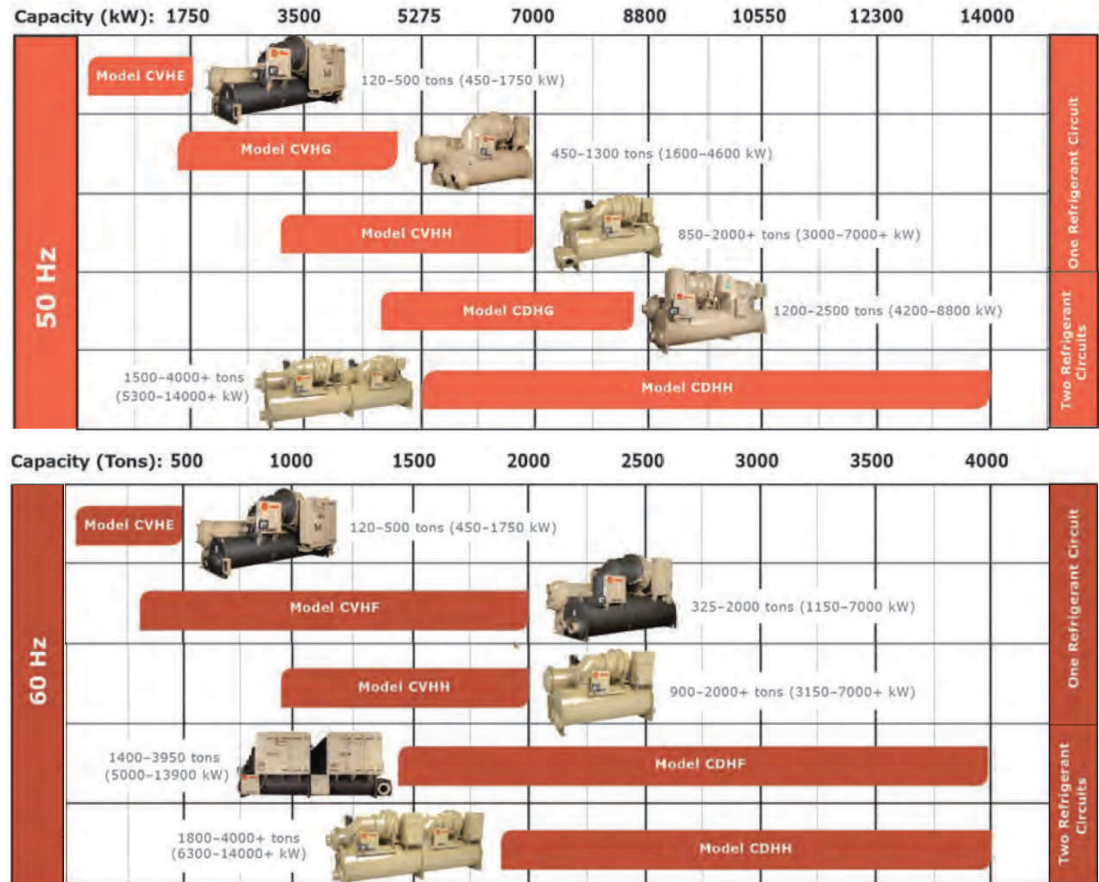 Capacity (kW): 1750 3500 5275 7000 8800 10550 12300 14000
50 Hz
One Refrigerant Circuit
Model CVHE
120–500 tons (450–1750 kW)
Model CVHG
450–1300 tons (1600–4600 kW)
Model CVHH
850–2000+ tons (3000–7000+ kW)
Two Refrigerant
Circuits
Model CDHG
1200–2500 tons (4200–8800 kW)
1500–4000+ tons
(5300–14000+ kW)
Model CDHH
Capacity (Tons): 500 1000 1500 2000 2500 3000 3500 4000
60 Hz
One Refrigerant Circuit
Model CVHE
120–500 tons (450–1750 kW)
Model CVHF
325–2000 tons (1150–7000 kW)
Model CVHH
900–2000+ tons (3150–7000+ kW)
Two Refrigerant
Circuits
1400–3950 tons
(5000–13900 kW)
Model CDHF
1800–4000+ tons
(6300–14000+ kW)
Model CDHH